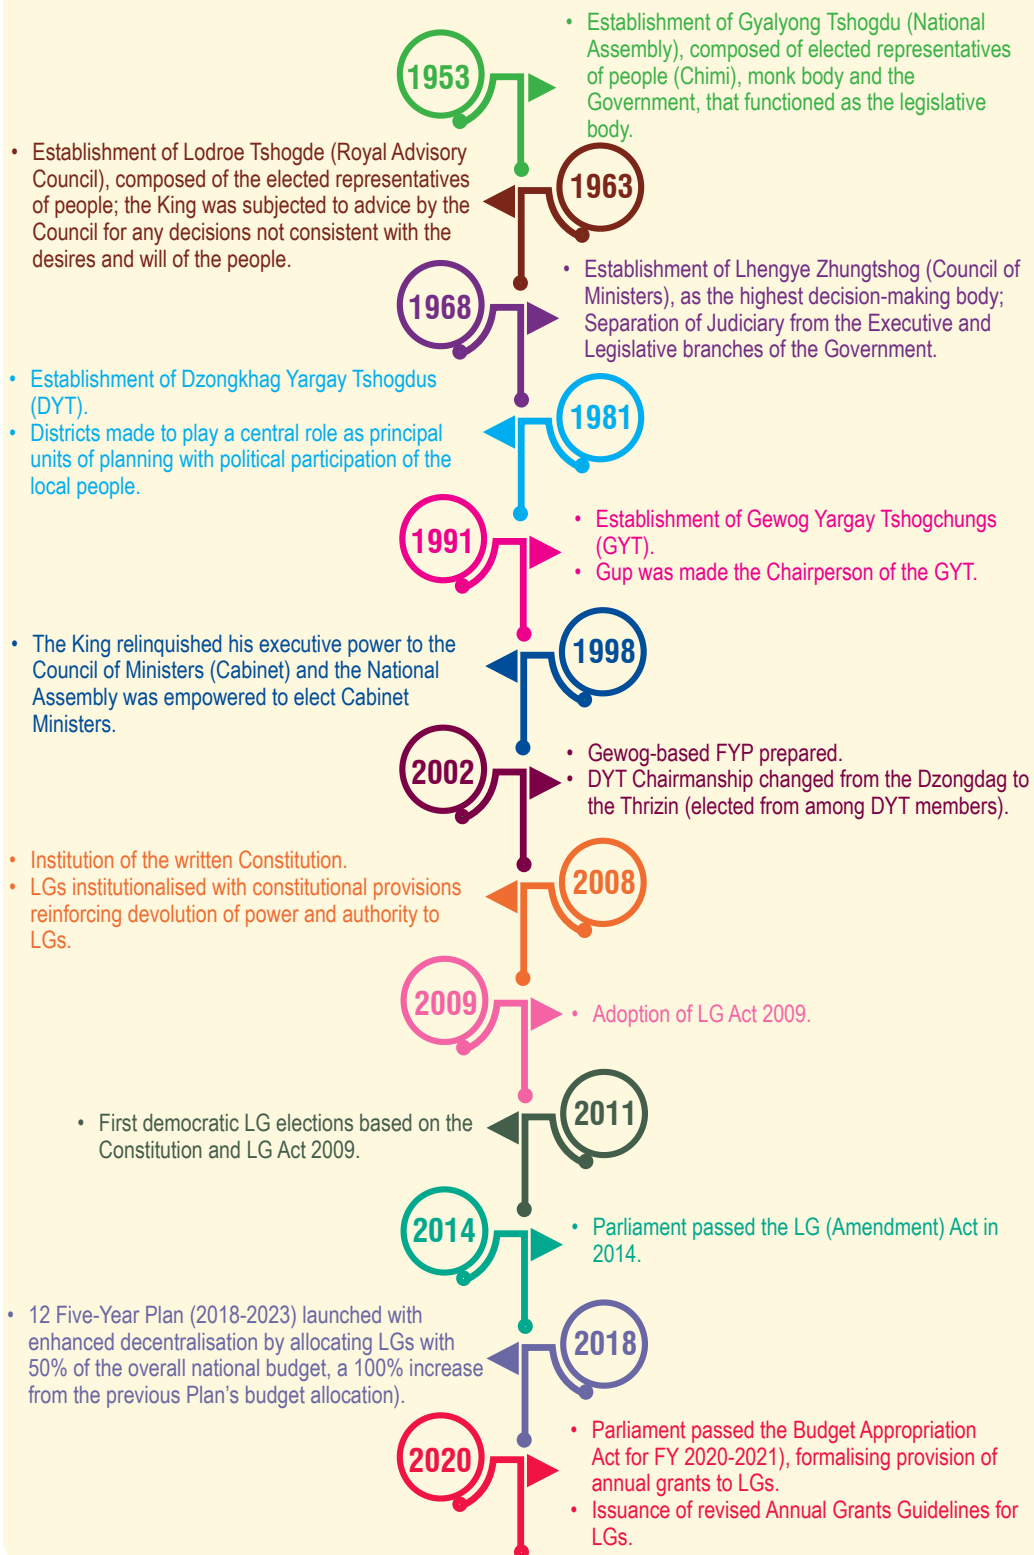 1953
• Establishment of Gyalyong Tshogdu (National
Assembly), composed of elected representatives
of people (Chimi), monk body and the
Government, that functioned as the legislative
body.
1963
• Establishment of Lodroe Tshogde (Royal Advisory
Council), composed of the elected representatives
of people; the King was subjected to advice by the
Council for any decisions not consistent with the
desires and will of the people.
1968
• Establishment of Lhengye Zhungtshog (Council of
Ministers), as the highest decision-making body;
Separation of Judiciary from the Executive and
Legislative branches of the Government.
1981
• Establishment of Dzongkhag Yargay Tshogdus
(DYT).
• Districts made to play a central role as principal
units of planning with political participation of the
local people.
1991
• Establishment of Gewog Yargay Tshogchungs
(GYT).
• Gup was made the Chairperson of the GYT.
1998
• The King relinquished his executive power to the
Council of Ministers (Cabinet) and the National
Assembly was empowered to elect Cabinet
Ministers.
2002
• Gewog-based FYP prepared.
• DYT Chairmanship changed from the Dzongdag to
the Thrizin (elected from among DYT members).
2008
• Institution of the written Constitution.
• LGs institutionalised with constitutional provisions
reinforcing devolution of power and authority to
LGs.
2009
• Adoption of LG Act 2009.
2011
• First democratic LG elections based on the
Constitution and LG Act 2009.
2014
• Parliament passed the LG (Amendment) Act in
2014.
2018
• 12 Five-Year Plan (2018-2023) launched with
enhanced decentralisation by allocating LGs with
50% of the overall national budget, a 100% increase
from the previous Plan's budget allocation).
2020
• Parliament passed the Budget Appropriation
Act for FY 2020-2021), formalising provision of
annual grants to LGs.
• Issuance of revised Annual Grants Guidelines for
LGs.